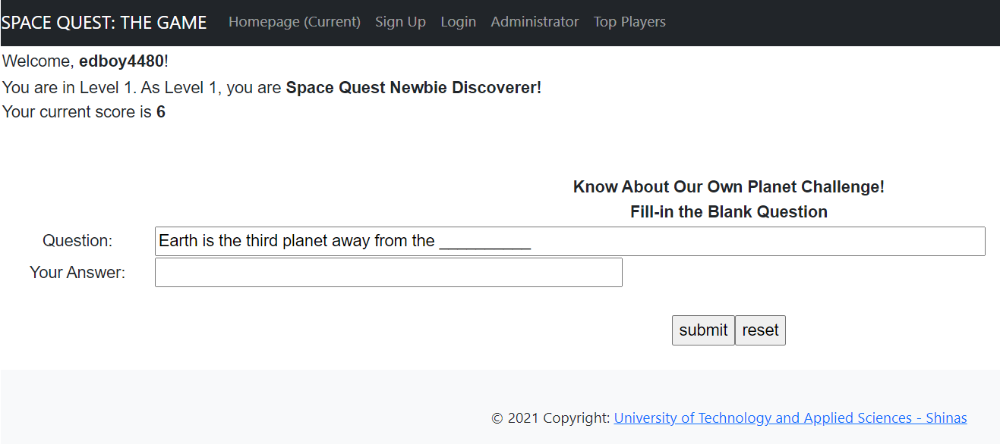 SPACE QUEST: THE GAME Homepage (Current) Sign Up Login Administrator Top Players
Welcome, edboy4480!
You are in Level 1. As Level 1, you are Space Quest Newbie Discoverer!
Your current score is 6
Know About Our Own Planet Challenge!
Fill-in the Blank Question
Question: Earth is the third planet away from the __________
Your Answer:
submit reset
© 2021 Copyright: University of Technology and Applied Sciences - Shinas